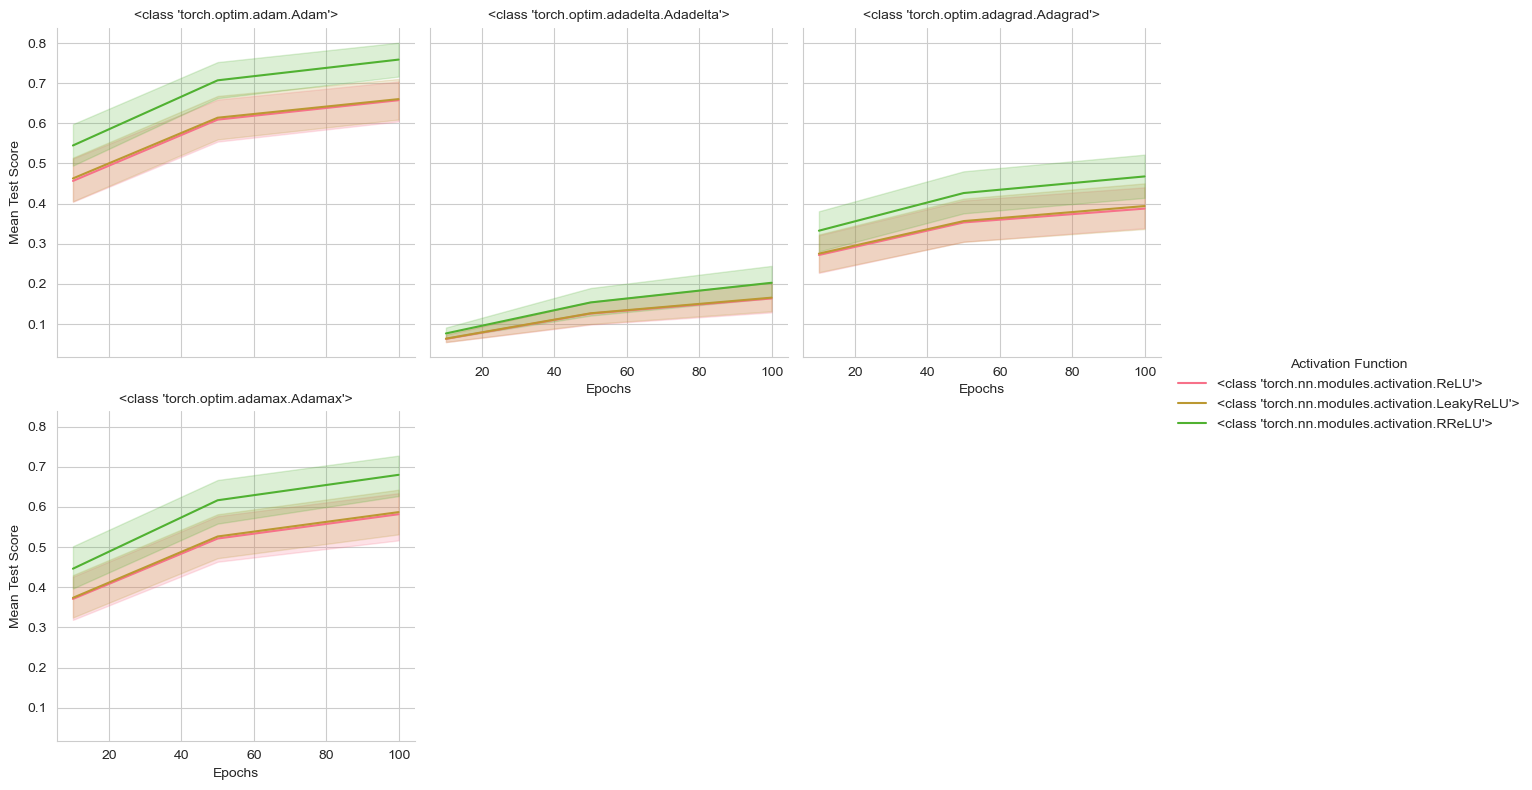 <class 'torch.optim.adam.Adam'>
<class 'torch.optim.adadelta.Adadelta'>
<class 'torch.optim.adagrad.Adagrad'>
0.8
0.7
0.6
0.5
0.4
0.3
0.2
0.1
Mean Test Score
20 40 60 80 100
Epochs
20 40 60 80 100
Epochs
Activation Function
<class 'torch.nn.modules.activation.ReLU'>
<class 'torch.nn.modules.activation.LeakyReLU'>
<class 'torch.nn.modules.activation.RReLU'>
<class 'torch.optim.adamax.Adamax'>
0.8
0.7
0.6
0.5
0.4
0.3
0.2
0.1
Mean Test Score
20 40 60 80 100
Epochs